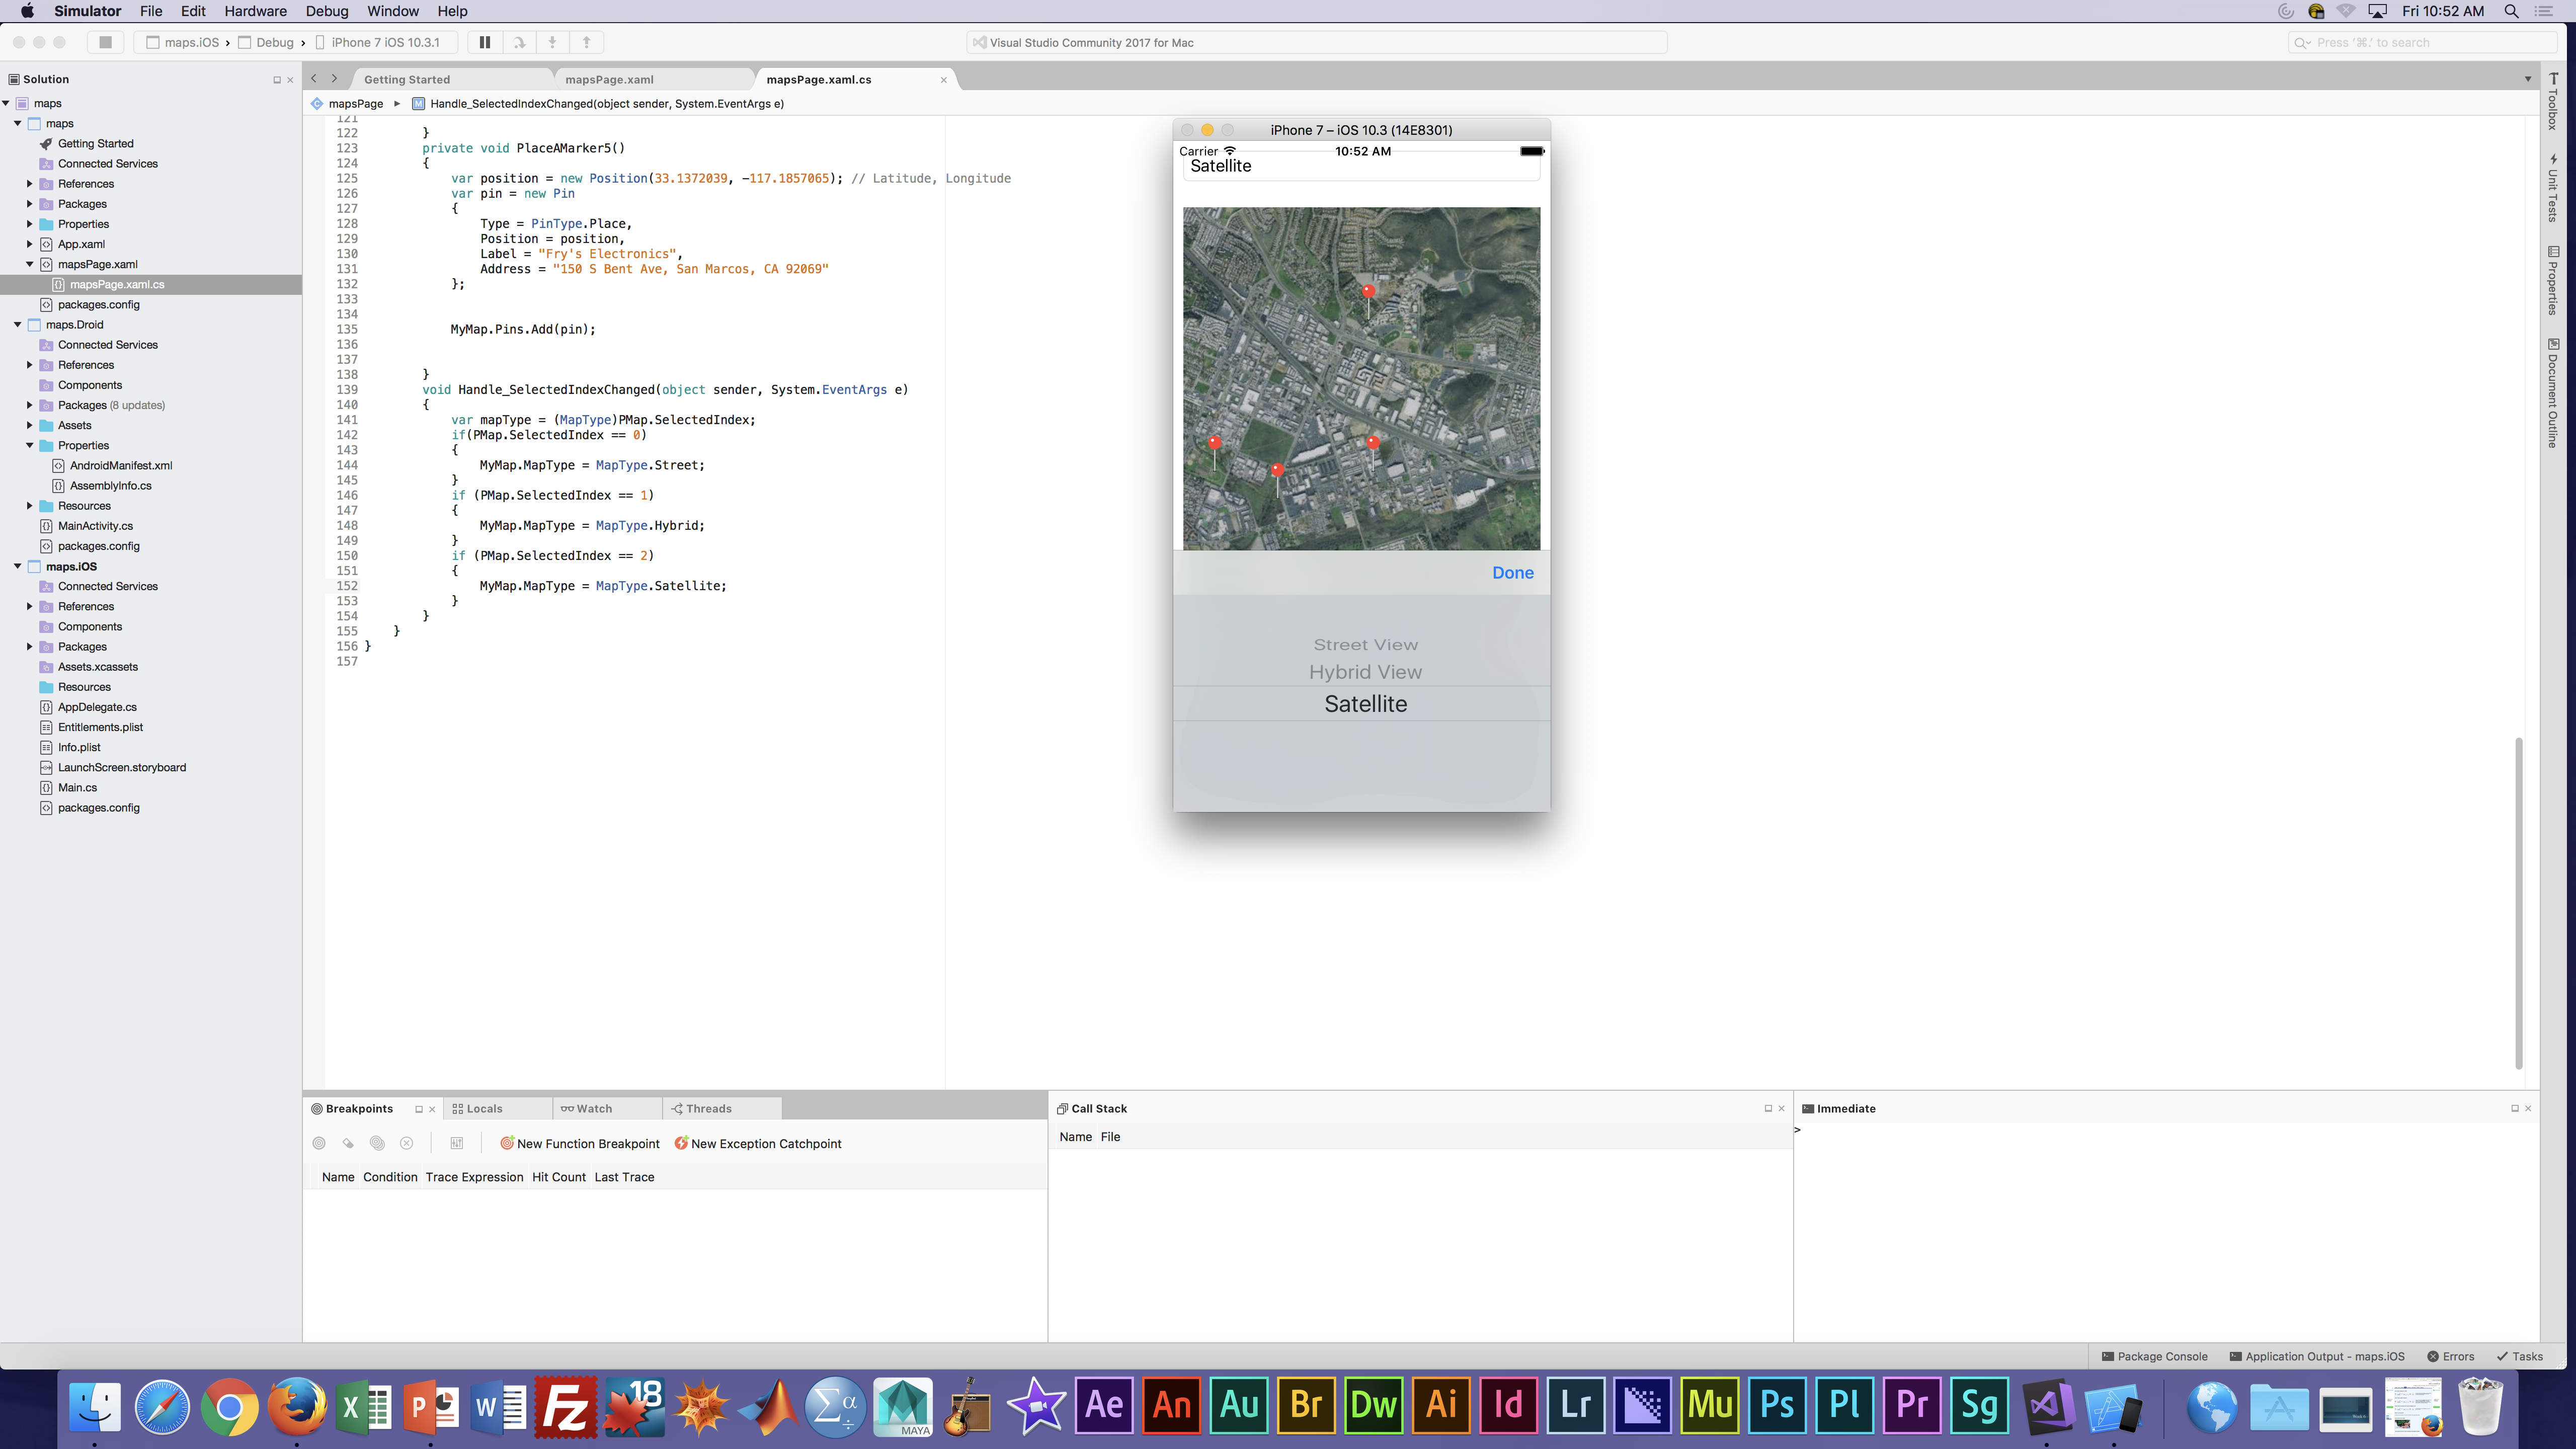 Simulator File Edit Hardware Debug Window Help
Fri 10:52 AM
maps.iOS › Debug › iPhone 7 iOS 10.3.1
Visual Studio Community 2017 for Mac
Press '⌘.' to search
Solution
maps
maps
Getting Started
Connected Services
References
Packages
Properties
App.xaml
mapsPage.xaml
mapsPage.xaml.cs
packages.config
maps.Droid
Connected Services
References
Components
Packages (8 updates)
Assets
Properties
AndroidManifest.xml
AssemblyInfo.cs
Resources
MainActivity.cs
packages.config
maps.iOS
Connected Services
References
Components
Packages
Assets.xcassets
Resources
AppDelegate.cs
Entitlements.plist
Info.plist
LaunchScreen.storyboard
Main.cs
packages.config
Getting Started
mapsPage.xaml
mapsPage.xaml.cs
mapsPage
M Handle_SelectedIndexChanged(object sender, System.EventArgs e)
121
122 }
123 private void PlaceAMarker5()
124 {
125 var position = new Position(33.1372039, -117.1857065); // Latitude, Longitude
126 var pin = new Pin
127 {
128 Type = PinType.Place,
129 Position = position,
130 Label = "Fry's Electronics",
131 Address = "150 S Bent Ave, San Marcos, CA 92069"
132 };
133
134
135 MyMap.Pins.Add(pin);
136
137
138 }
139 void Handle_SelectedIndexChanged(object sender, System.EventArgs e)
140 {
141 var mapType = (MapType)PMap.SelectedIndex;
142 if(PMap.SelectedIndex == 0)
143 {
144 MyMap.MapType = MapType.Street;
145 }
146 if (PMap.SelectedIndex == 1)
147 {
148 MyMap.MapType = MapType.Hybrid;
149 }
150 if (PMap.SelectedIndex == 2)
151 {
152 MyMap.MapType = MapType.Satellite;
153 }
154 }
155 }
156 }
157
iPhone 7 – iOS 10.3 (14E8301)
Carrier 10:52 AM
Satellite
Done
Street View
Hybrid View
Satellite
Toolbox
Unit Tests
Properties
Document Outline
Breakpoints
Locals
Watch
Threads
New Function Breakpoint
New Exception Catchpoint
Name Condition Trace Expression Hit Count Last Trace
Call Stack
Name File
Immediate
>
Package Console
Application Output - maps.iOS
Errors
Tasks
X
P
W
Fz
18
Σα÷
MAYA
Ae
An
Au
Br
Dw
Ai
Id
Lr
Mu
Ps
Pl
Pr
Sg